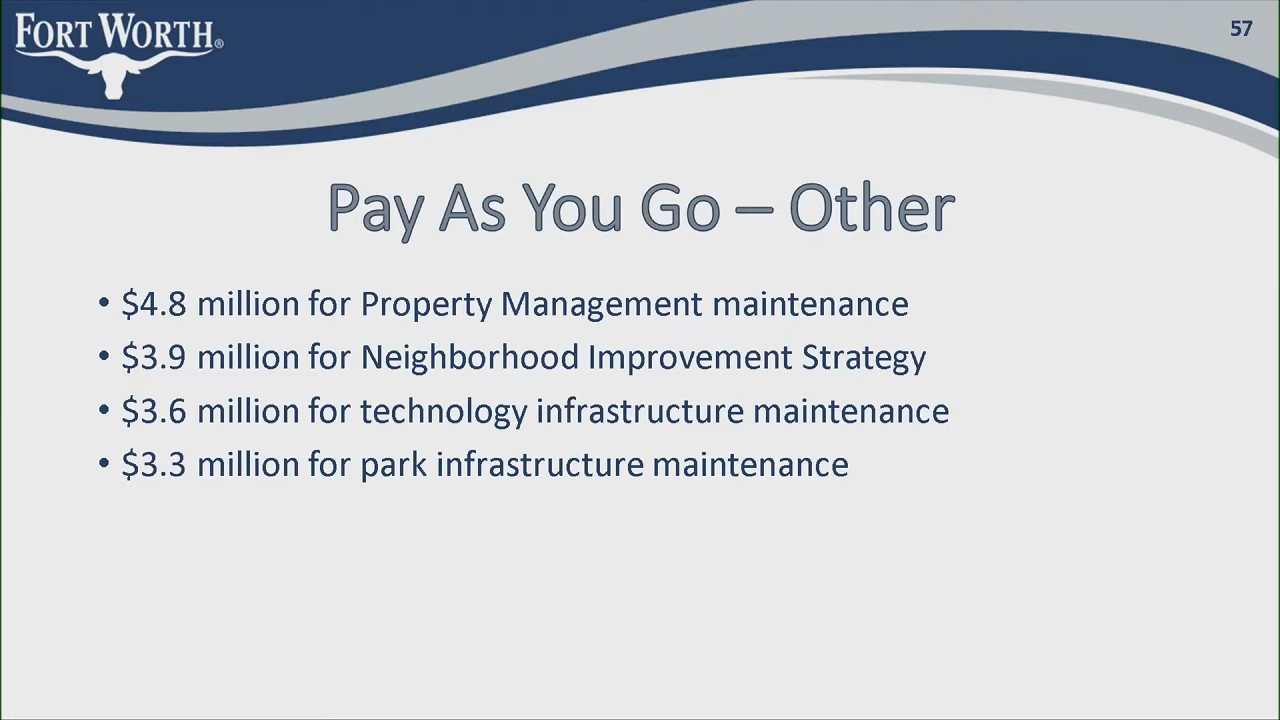 FORT WORTH®
57
Pay As You Go – Other
• $4.8 million for Property Management maintenance
• $3.9 million for Neighborhood Improvement Strategy
• $3.6 million for technology infrastructure maintenance
• $3.3 million for park infrastructure maintenance